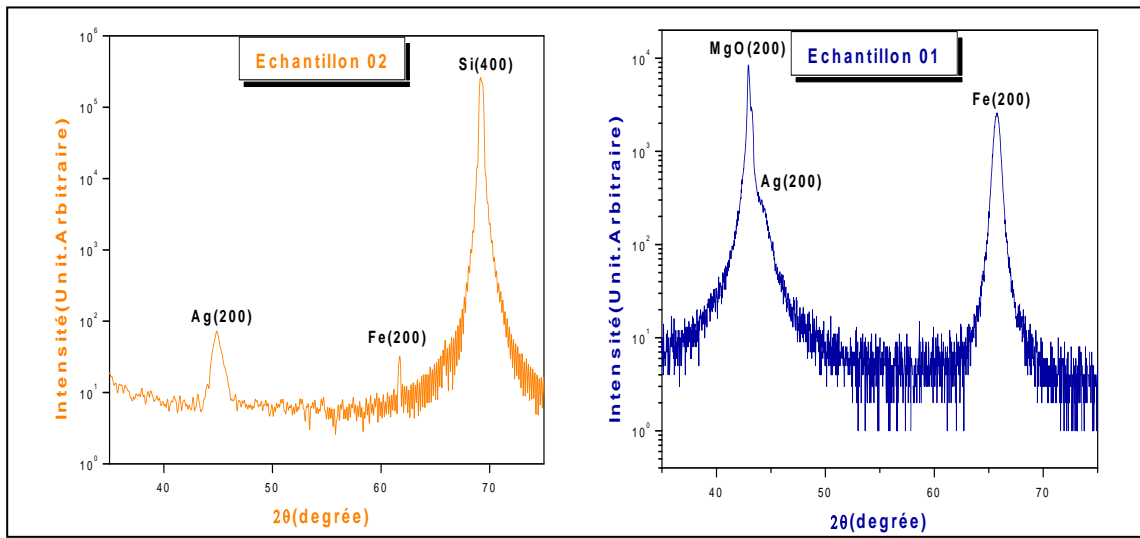 Echantillon 02
Si(400)
Ag(200)
Fe(200)
Intensité(Unit.Arbitraire)
10^6
10^5
10^4
10^3
10^2
10^1
10^0
40 50 60 70
2θ(degrée)
Echantillon 01
MgO(200)
Ag(200)
Fe(200)
Intensité(Unit.Arbitraire)
10^4
10^3
10^2
10^1
10^0
40 50 60 70
2θ(degrée)